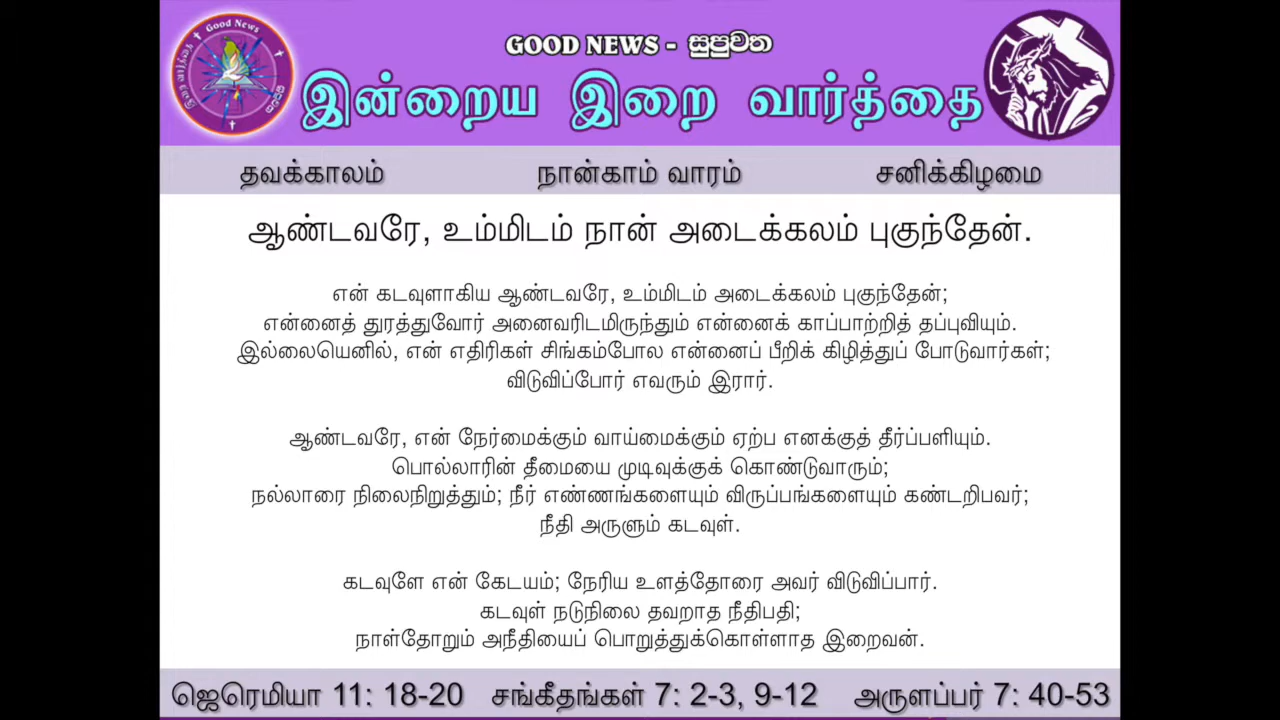 Good News
GOOD NEWS - සුපුවත
இன்றைய இறை வார்த்தை
தவக்காலம் நான்காம் வாரம் சனிக்கிழமை
ஆண்டவரே, உம்மிடம் நான் அடைக்கலம் புகுந்தேன்.
என் கடவுளாகிய ஆண்டவரே, உம்மிடம் அடைக்கலம் புகுந்தேன்;
என்னைத் துரத்துவோர் அனைவரிடமிருந்தும் என்னைக் காப்பாற்றித் தப்புவியும்.
இல்லையெனில், என் எதிரிகள் சிங்கம்போல என்னைப் பீறிக் கிழித்துப் போடுவார்கள்;
விடுவிப்போர் எவரும் இரார்.
ஆண்டவரே, என் நேர்மைக்கும் வாய்மைக்கும் ஏற்ப எனக்குத் தீர்ப்பளியும்.
பொல்லாரின் தீமையை முடிவுக்குக் கொண்டுவாரும்;
நல்லாரை நிலைநிறுத்தும்; நீர் எண்ணங்களையும் விருப்பங்களையும் கண்டறிபவர்;
நீதி அருளும் கடவுள்.
கடவுளே என் கேடயம்; நேரிய உளத்தோரை அவர் விடுவிப்பார்.
கடவுள் நடுநிலை தவறாத நீதிபதி;
நாள்தோறும் அநீதியைப் பொறுத்துக்கொள்ளாத இறைவன்.
ஜெரெமியா 11: 18-20 சங்கீதங்கள் 7: 2-3, 9-12 அருளப்பர் 7: 40-53